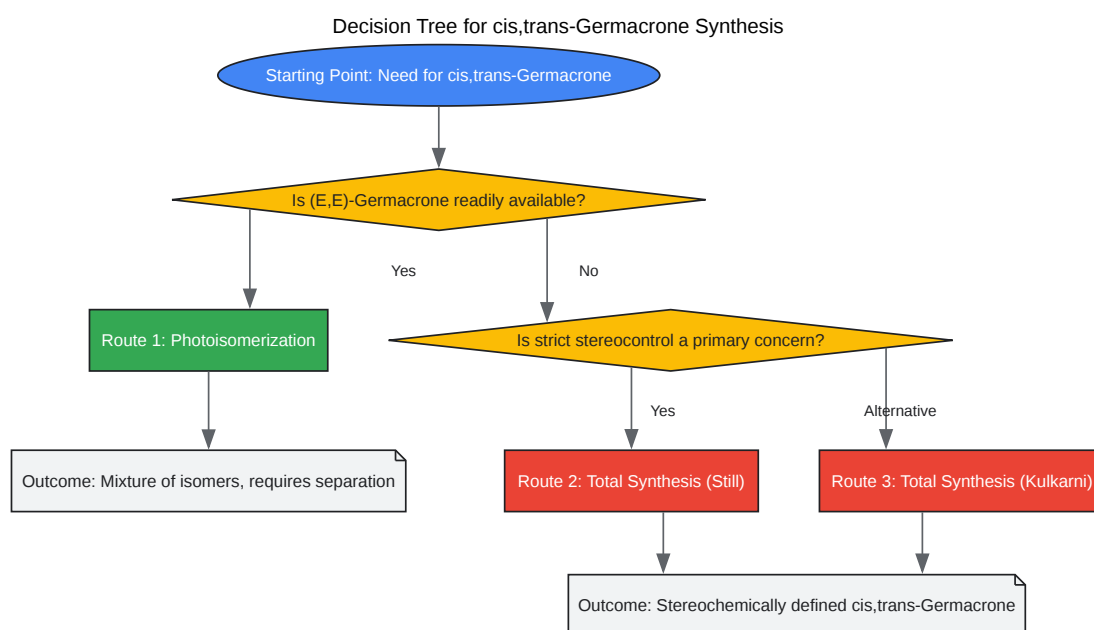 Decision Tree for cis,trans-Germacrone Synthesis
Starting Point: Need for cis,trans-Germacrone
Is (E,E)-Germacrone readily available?
Yes
No
Route 1: Photoisomerization
Is strict stereocontrol a primary concern?
Yes
Alternative
Outcome: Mixture of isomers, requires separation
Route 2: Total Synthesis (Still)
Route 3: Total Synthesis (Kulkarni)
Outcome: Stereochemically defined cis,trans-Germacrone